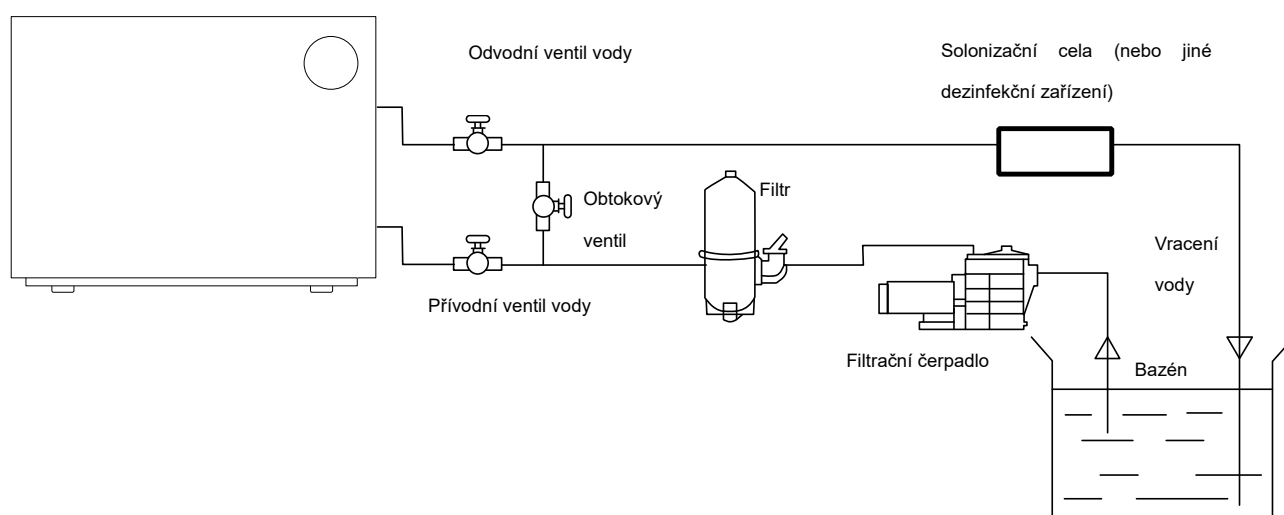 Odvodní ventil vody
Solonizační cela (nebo jiné
dezinfekční zařízení)
Filtr
Obtokový
ventil
Vracení
vody
Přívodní ventil vody
Filtrační čerpadlo
Bazén